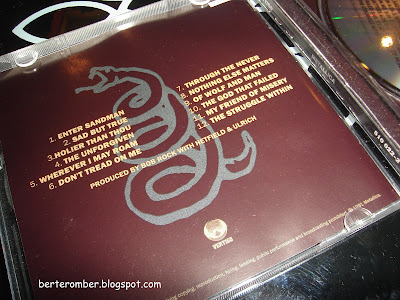 1. ENTER SANDMAN
2. SAD BUT TRUE
3. HOLIER THAN THOU
4. THE UNFORGIVEN
5. WHEREVER I MAY ROAM
6. DON'T TREAD ON ME
7. THROUGH THE NEVER
8. NOTHING ELSE MATTERS
9. OF WOLF AND MAN
10. THE GOD THAT FAILED
11. MY FRIEND OF MISERY
12. THE STRUGGLE WITHIN
PRODUCED BY BOB ROCK WITH HETFIELD & ULRICH
VERTIGO
berteromber.blogspot.com